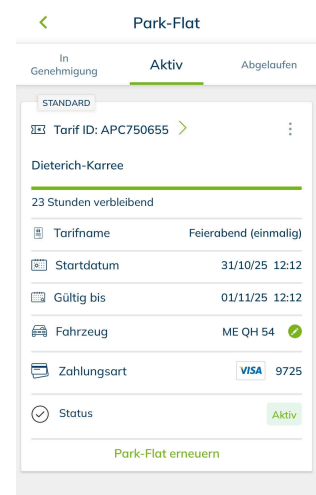 Park-Flat
In
Genehmigung
Aktiv
Abgelaufen
STANDARD
Tarif ID: APC750655
Dieterich-Karree
23 Stunden verbleibend
Tarifname Feierabend (einmalig)
Startdatum 31/10/25 12:12
Gültig bis 01/11/25 12:12
Fahrzeug ME QH 54
Zahlungsart VISA 9725
Status Aktiv
Park-Flat erneuern